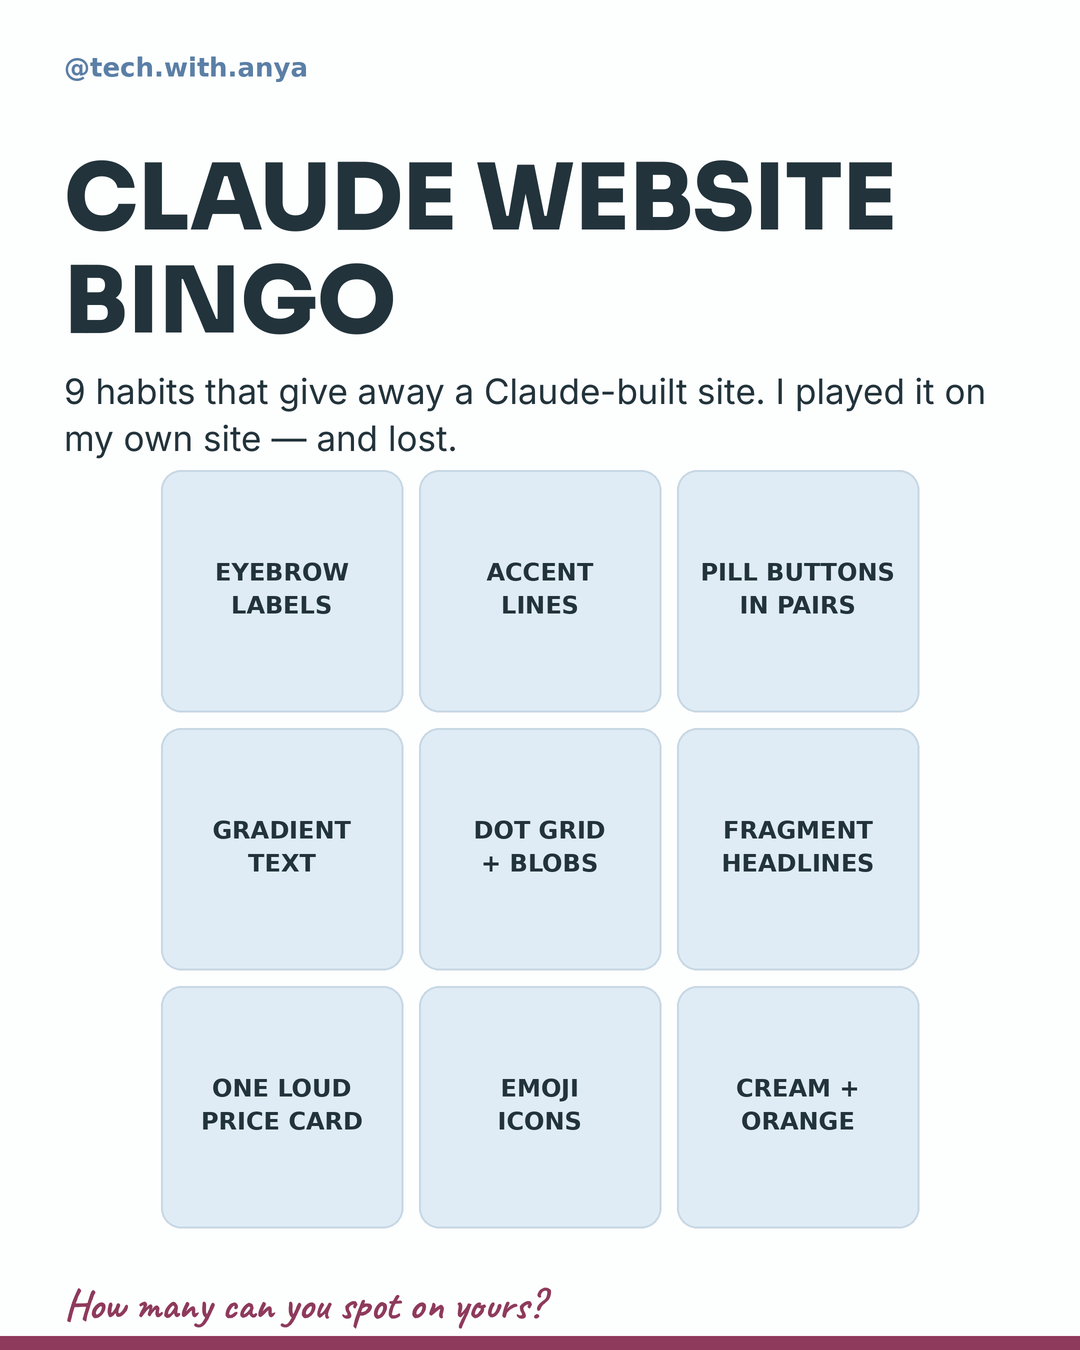 @tech.with.anya
CLAUDE WEBSITE
BINGO
9 habits that give away a Claude-built site. I played it on
my own site — and lost.
EYEBROW
LABELS
ACCENT
LINES
PILL BUTTONS
IN PAIRS
GRADIENT
TEXT
DOT GRID
+ BLOBS
FRAGMENT
HEADLINES
ONE LOUD
PRICE CARD
EMOJI
ICONS
CREAM +
ORANGE
How many can you spot on yours?